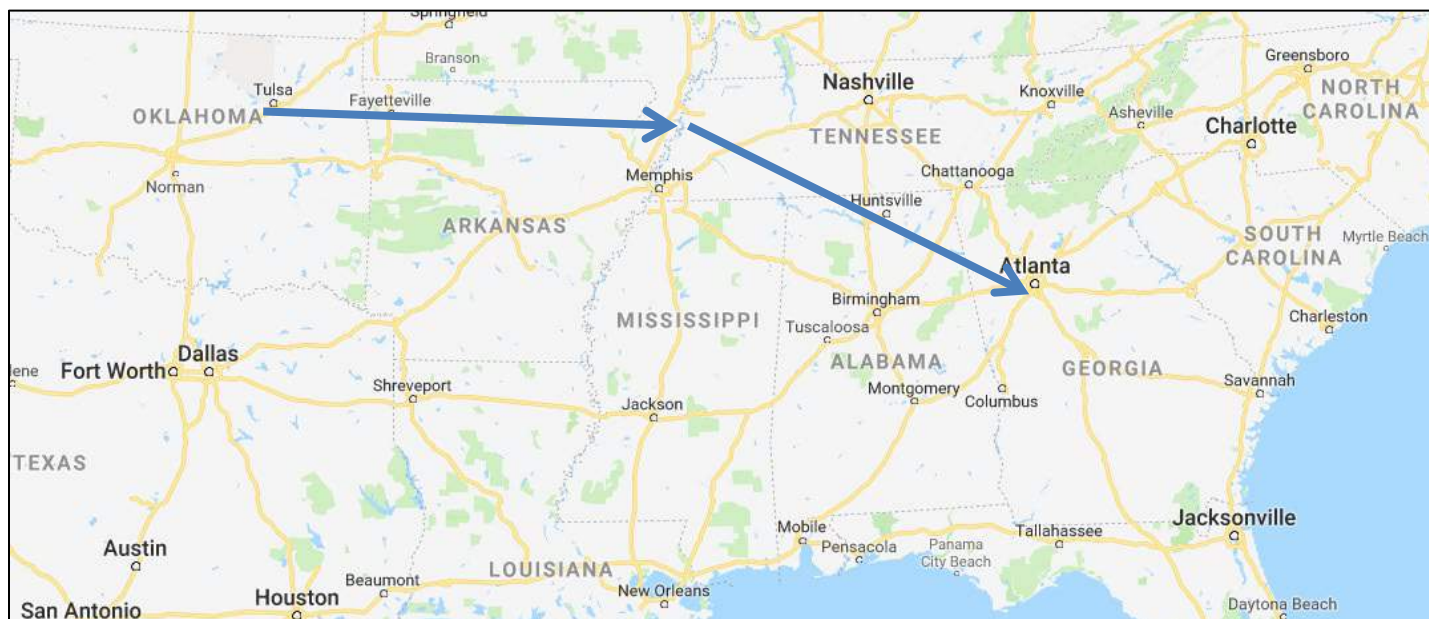 Springfield
Branson
Greensboro
Tulsa
Nashville
Knoxville
NORTH
CAROLINA
Fayetteville
OKLAHOMA
Asheville
Charlotte
TENNESSEE
Memphis
Chattanooga
Norman
Huntsville
ARKANSAS
SOUTH
CAROLINA
Myrtle Beach
Atlanta
Birmingham
MISSISSIPPI
Tuscaloosa
Charleston
Dallas
ALABAMA
GEORGIA
Fort Worth
lene
Shreveport
Montgomery
Columbus
Savannah
Jackson
TEXAS
Jacksonville
Mobile
Tallahassee
Austin
Pensacola
Panama
City Beach
LOUISIANA
Beaumont
New Orleans
Houston
San Antonio
Daytona Beach